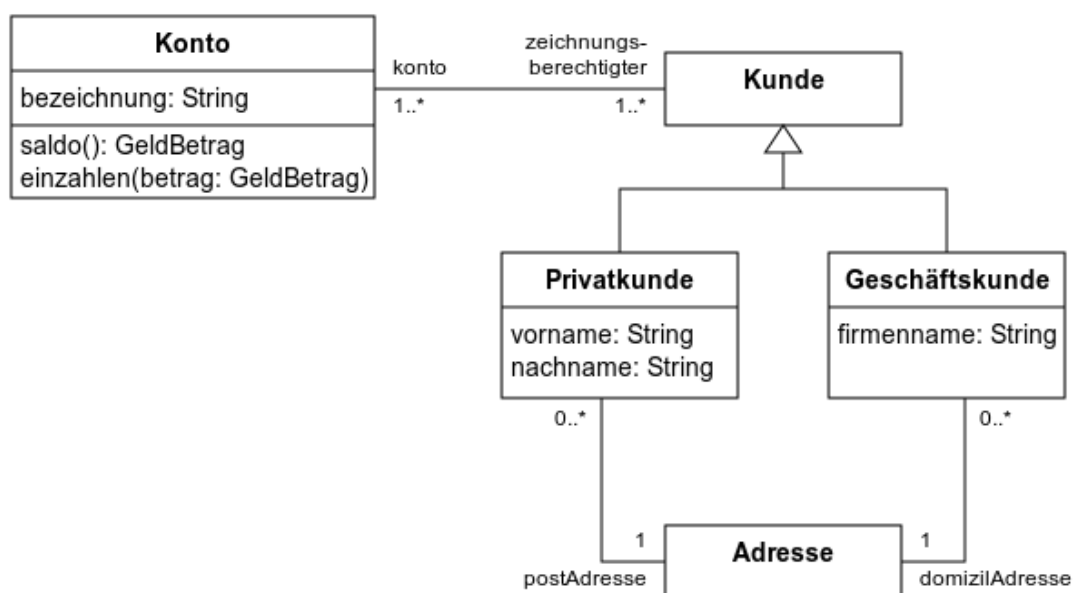 Konto
bezeichnung: String
saldo(): GeldBetrag
einzahlen(betrag: GeldBetrag)
konto
1..*
zeichnungs-
berechtigter
1..*
Kunde
Privatkunde
vorname: String
nachname: String
0..*
Geschäftskunde
firmenname: String
0..*
1
postAdresse
Adresse
1
domizilAdresse